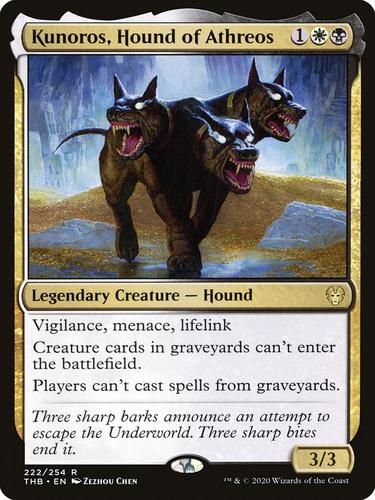 Kunoros, Hound of Athreos 1
Legendary Creature — Hound
Vigilance, menace, lifelink
Creature cards in graveyards can't enter
the battlefield.
Players can't cast spells from graveyards.
Three sharp barks announce an attempt to
escape the Underworld. Three sharp bites
end it.
3/3
222/254 R
THB • EN Zezhou Chen
™ & © 2020 Wizards of the Coast